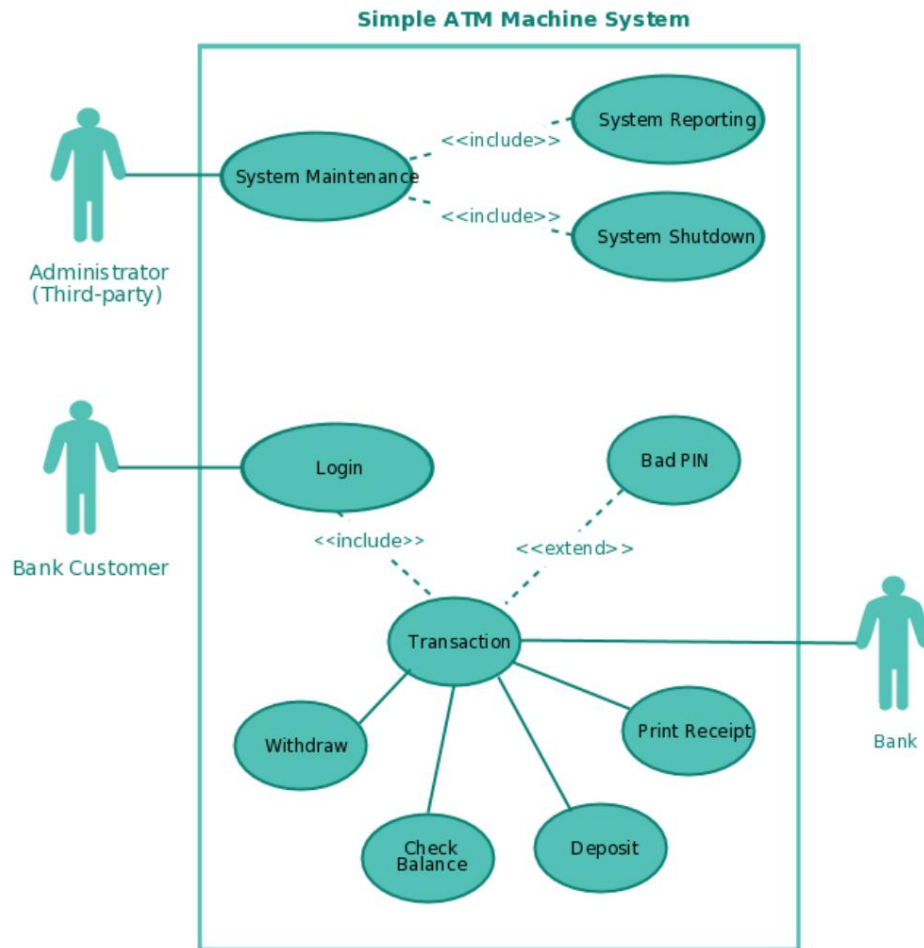 Simple ATM Machine System
System Reporting
<<include>>
System Maintenance
<<include>>
System Shutdown
Administrator
(Third-party)
Login
Bad PIN
<<include>>
<<extend>>
Bank Customer
Transaction
Withdraw
Print Receipt
Bank
Check
Balance
Deposit